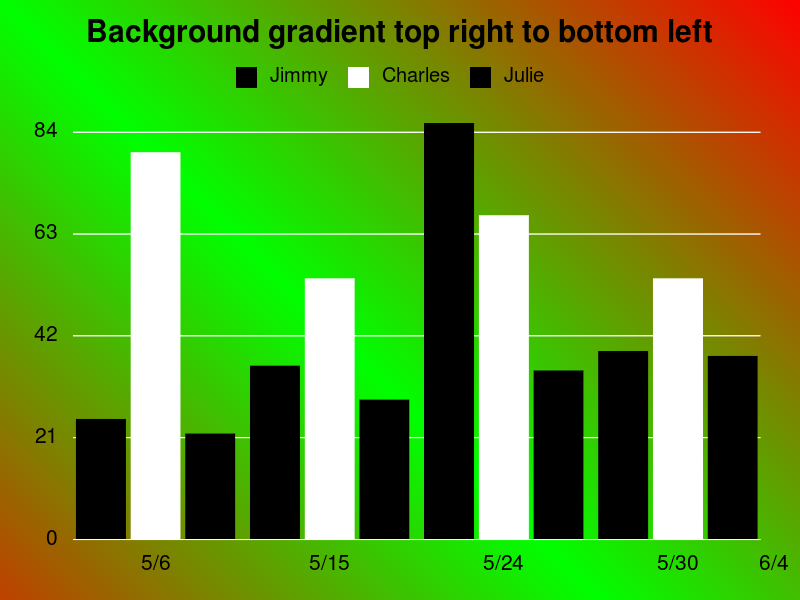 Background gradient top right to bottom left
Jimmy Charles Julie
84
63
42
21
0
5/6 5/15 5/24 5/30 6/4